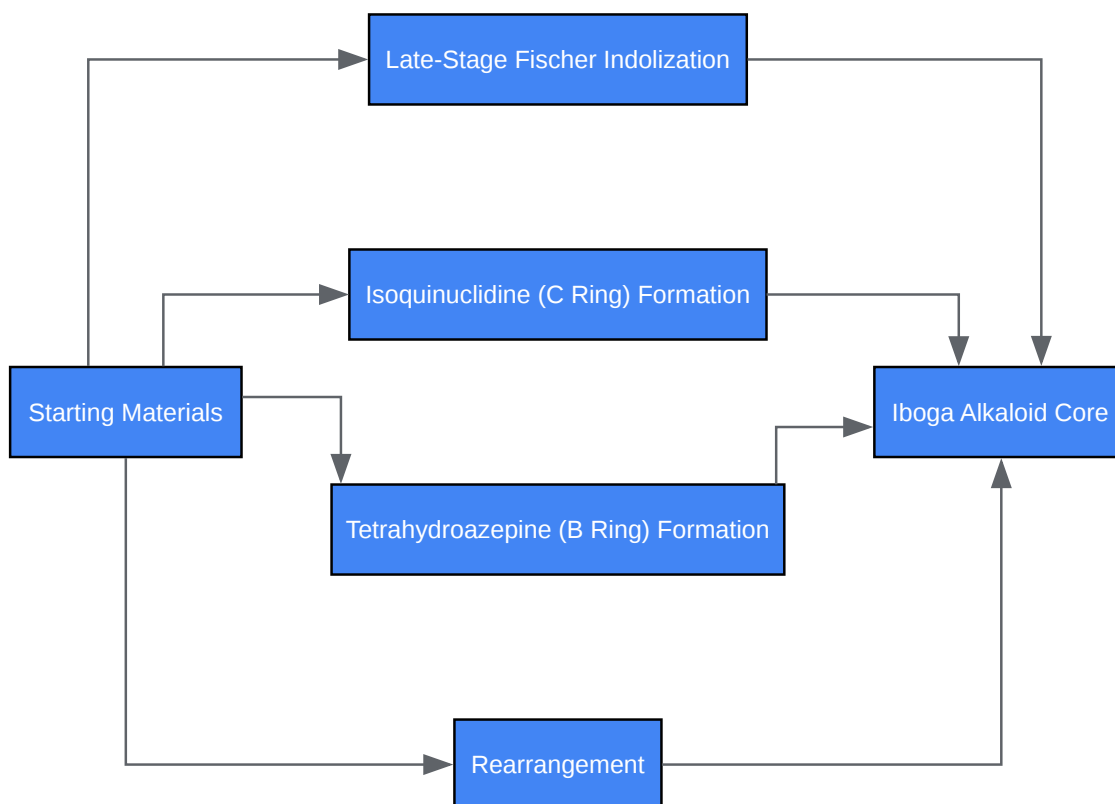 Late-Stage Fischer Indolization
Isoquinuclidine (C Ring) Formation
Starting Materials
Iboga Alkaloid Core
Tetrahydroazepine (B Ring) Formation
Rearrangement